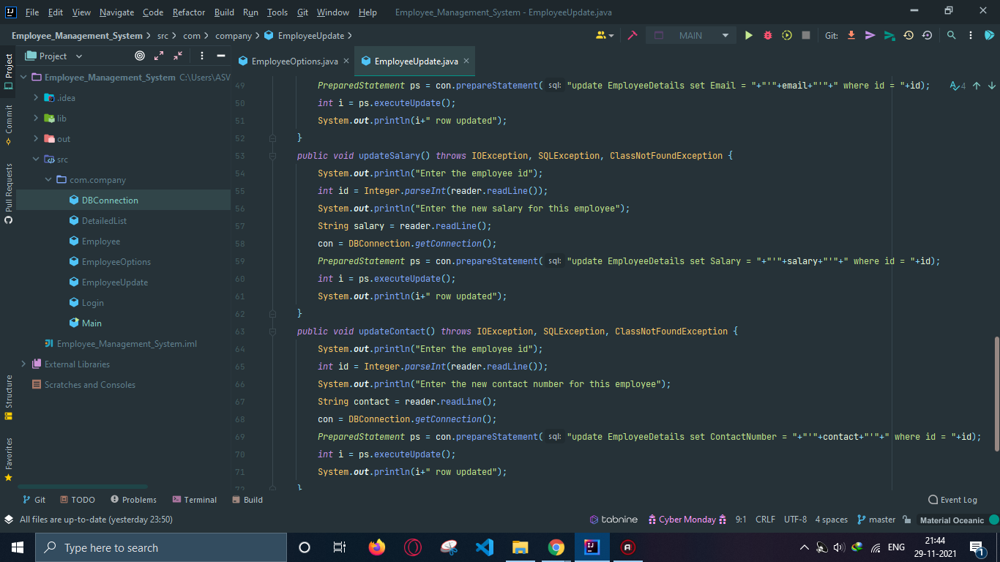 File Edit View Navigate Code Refactor Build Run Tools Git Window Help Employee_Management_System - EmployeeUpdate.java
Employee_Management_System > src > com > company > EmployeeUpdate > MAIN Git:
Project EmployeeOptions.java EmployeeUpdate.java
Project
Commit
Pull Requests
Structure
Favorites
Employee_Management_System C:\Users\ASV
.idea
lib
out
src
com.company
DBConnection
DetailedList
Employee
EmployeeOptions
EmployeeUpdate
Login
Main
Employee_Management_System.iml
External Libraries
Scratches and Consoles
49 PreparedStatement ps = con.prepareStatement( sql: "update EmployeeDetails set Email = "+"'"+email+"'"+" where id = "+id); 4
50 int i = ps.executeUpdate();
51 System.out.println(i+" row updated");
52 }
53 public void updateSalary() throws IOException, SQLException, ClassNotFoundException {
54 System.out.println("Enter the employee id");
55 int id = Integer.parseInt(reader.readLine());
56 System.out.println("Enter the new salary for this employee");
57 String salary = reader.readLine();
58 con = DBConnection.getConnection();
59 PreparedStatement ps = con.prepareStatement( sql: "update EmployeeDetails set Salary = "+"'"+salary+"'"+" where id = "+id);
60 int i = ps.executeUpdate();
61 System.out.println(i+" row updated");
62 }
63 public void updateContact() throws IOException, SQLException, ClassNotFoundException {
64 System.out.println("Enter the employee id");
65 int id = Integer.parseInt(reader.readLine());
66 System.out.println("Enter the new contact number for this employee");
67 String contact = reader.readLine();
68 con = DBConnection.getConnection();
69 PreparedStatement ps = con.prepareStatement( sql: "update EmployeeDetails set ContactNumber = "+"'"+contact+"'"+" where id = "+id);
70 int i = ps.executeUpdate();
71 System.out.println(i+" row updated");
72 }
Git TODO Problems Terminal Build Event Log
All files are up-to-date (yesterday 23:50) tabnine Cyber Monday 9:1 CRLF UTF-8 4 spaces master Material Oceanic
Type here to search ENG 21:44
29-11-2021 1